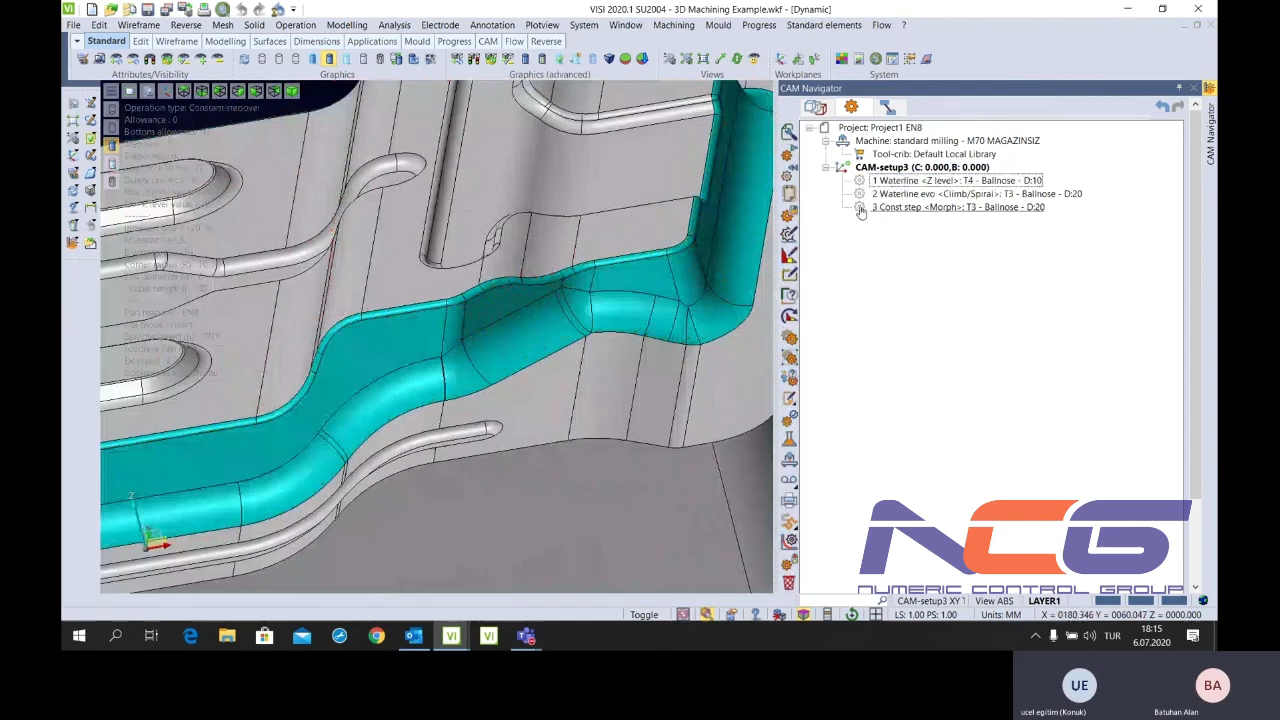 VISI 2020.1 SU2004 - 3D Machining Example.wkf - [Dynamic]
File Edit Wireframe Reverse Mesh Solid Operation Modelling Analysis Electrode Annotation Plotview System Window Machining Mould Progress Standard elements Flow ?
Standard Edit Wireframe Modelling Surfaces Dimensions Applications Mould Progress CAM Flow Reverse
Attributes/Visibility Graphics Graphics (advanced) Views Workplanes System
CAM Navigator
CAM Navigator
Operation type: Constant stepover
Allowance : 0
Project: Project1 EN8
Machine: standard milling - M70 MAGAZINSIZ
Tool-crib: Default Local Library
CAM-setup3 (C: 0.000,B: 0.000)
1 Waterline <Z level>: T4 - Ballnose - D:10
2 Waterline evo <Climb/Spiral>: T3 - Ballnose - D:20
3 Const step <Morph>: T3 - Ballnose - D:20
Z
NCG
NUMERIC CONTROL GROUP
CAM-setup3 XY View ABS LAYER1
Toggle LS: 1.00 PS: 1.00 Units: MM X = 0180.346 Y = 0060.047 Z = 0000.000
TUR 18:15
6.07.2020
UE BA
ucel egitim (Konuk) Batuhan Alan